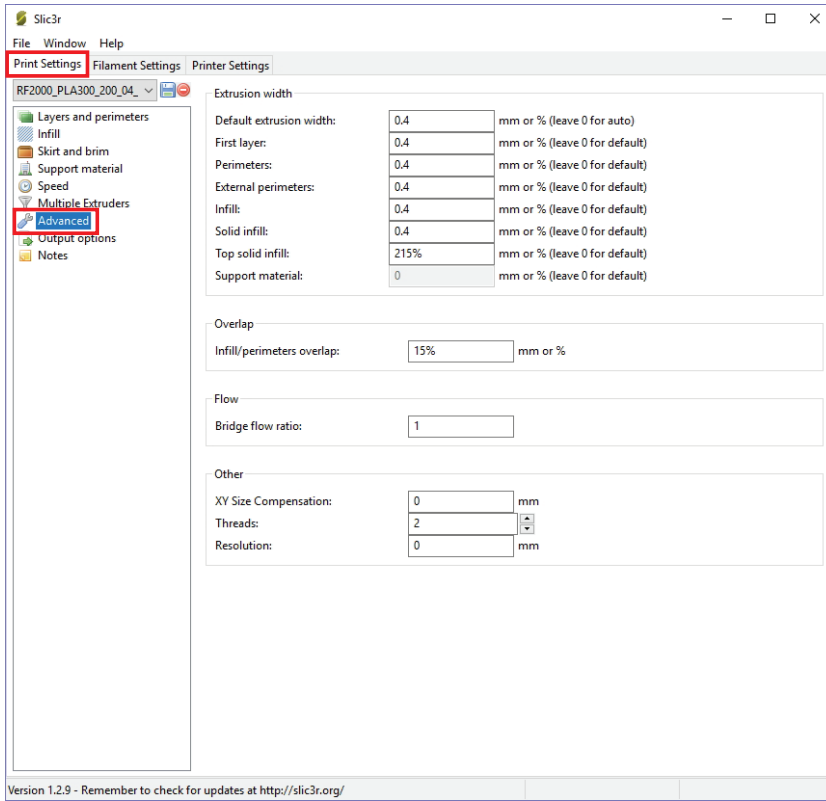 Slic3r
File Window Help
Print Settings Filament Settings Printer Settings
RF2000_PLA300_200_04_
Layers and perimeters
Infill
Skirt and brim
Support material
Speed
Multiple Extruders
Advanced
Output options
Notes
Extrusion width
Default extrusion width: 0.4 mm or % (leave 0 for auto)
First layer: 0.4 mm or % (leave 0 for default)
Perimeters: 0.4 mm or % (leave 0 for default)
External perimeters: 0.4 mm or % (leave 0 for default)
Infill: 0.4 mm or % (leave 0 for default)
Solid infill: 0.4 mm or % (leave 0 for default)
Top solid infill: 215% mm or % (leave 0 for default)
Support material: 0 mm or % (leave 0 for default)
Overlap
Infill/perimeters overlap: 15% mm or %
Flow
Bridge flow ratio: 1
Other
XY Size Compensation: 0 mm
Threads: 2
Resolution: 0 mm
Version 1.2.9 - Remember to check for updates at http://slic3r.org/